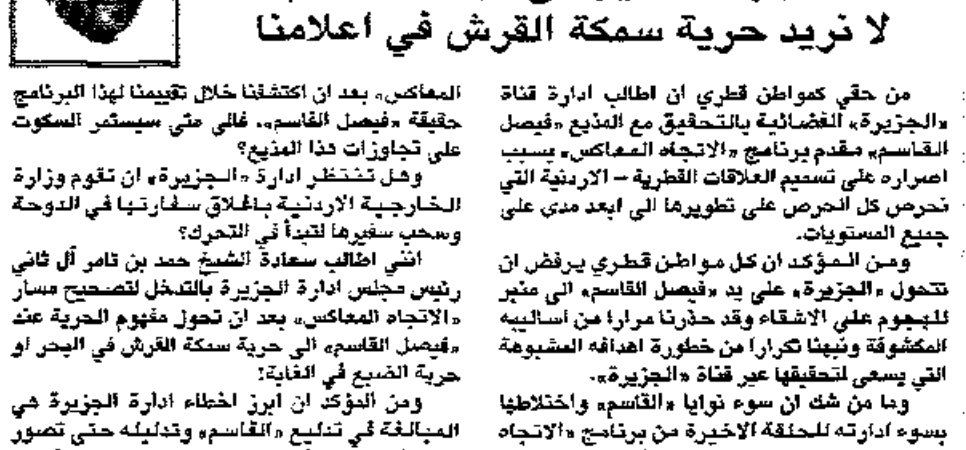 لا نريد حرية سمكة القرش في اعلامنا
من حقي كمواطن قطري ان اطالب ادارة قناة
«الجزيرة» الفضائية بالتحقيق مع المذيع «فيصل
القاسم» مقدم برنامج «الاتجاه المعاكس» بسبب
اصراره على تسميم العلاقات القطرية – الاردنية التي
نحرص كل الحرص على تطويرها الى ابعد مدى على
جميع المستويات.
ومن المؤكد ان كل مواطن قطري يرفض ان
تتحول «الجزيرة» على يد «فيصل القاسم» الى منبر
للهجوم على الاشقاء وقد حذرنا مرارا من اساليبه
المكشوفة ونبهنا تكرارا من خطورة اهدافه المشبوهة
التي يسعى لتحقيقها عبر قناة «الجزيرة».
وما من شك ان سوء نوايا «القاسم» واختلاطها
بسوء ادارته للحلقة الاخيرة من برنامج «الاتجاه
المعاكس» بعد ان اكتشفنا خلال تقييمنا لهذا البرنامج
حقيقة «فيصل القاسم». فالى متى سيستمر السكوت
على تجاوزات هذا المذيع؟
وهل تنتظر ادارة «الجزيرة» ان تقوم وزارة
الخارجية الاردنية باغلاق سفارتها في الدوحة
وسحب سفيرها لتبدأ في التحرك؟
انني اطالب سعادة الشيخ حمد بن ثامر آل ثاني
رئيس مجلس ادارة الجزيرة بالتدخل لتصحيح مسار
«الاتجاه المعاكس» بعد ان تحول مفهوم الحرية عند
«فيصل القاسم» الى حرية سمكة القرش في البحر او
حرية الضبع في الغابة!
ومن المؤكد ان ابرز اخطاء ادارة الجزيرة هي
المبالغة في تدليع «القاسم» وتدليله حتى تصور